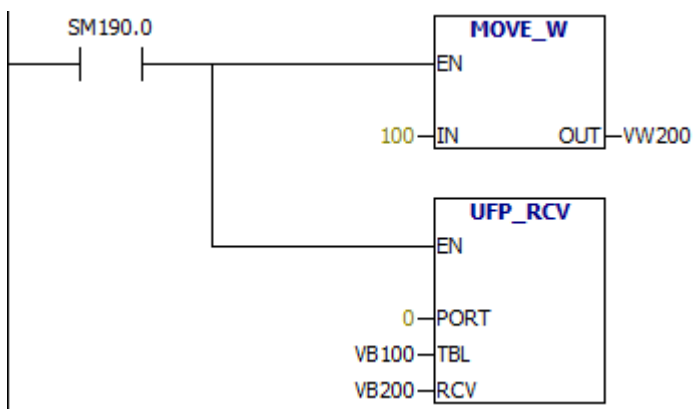 SM190.0
MOVE_W
EN
100 IN OUT VW200
UFP_RCV
EN
0 PORT
VB100 TBL
VB200 RCV